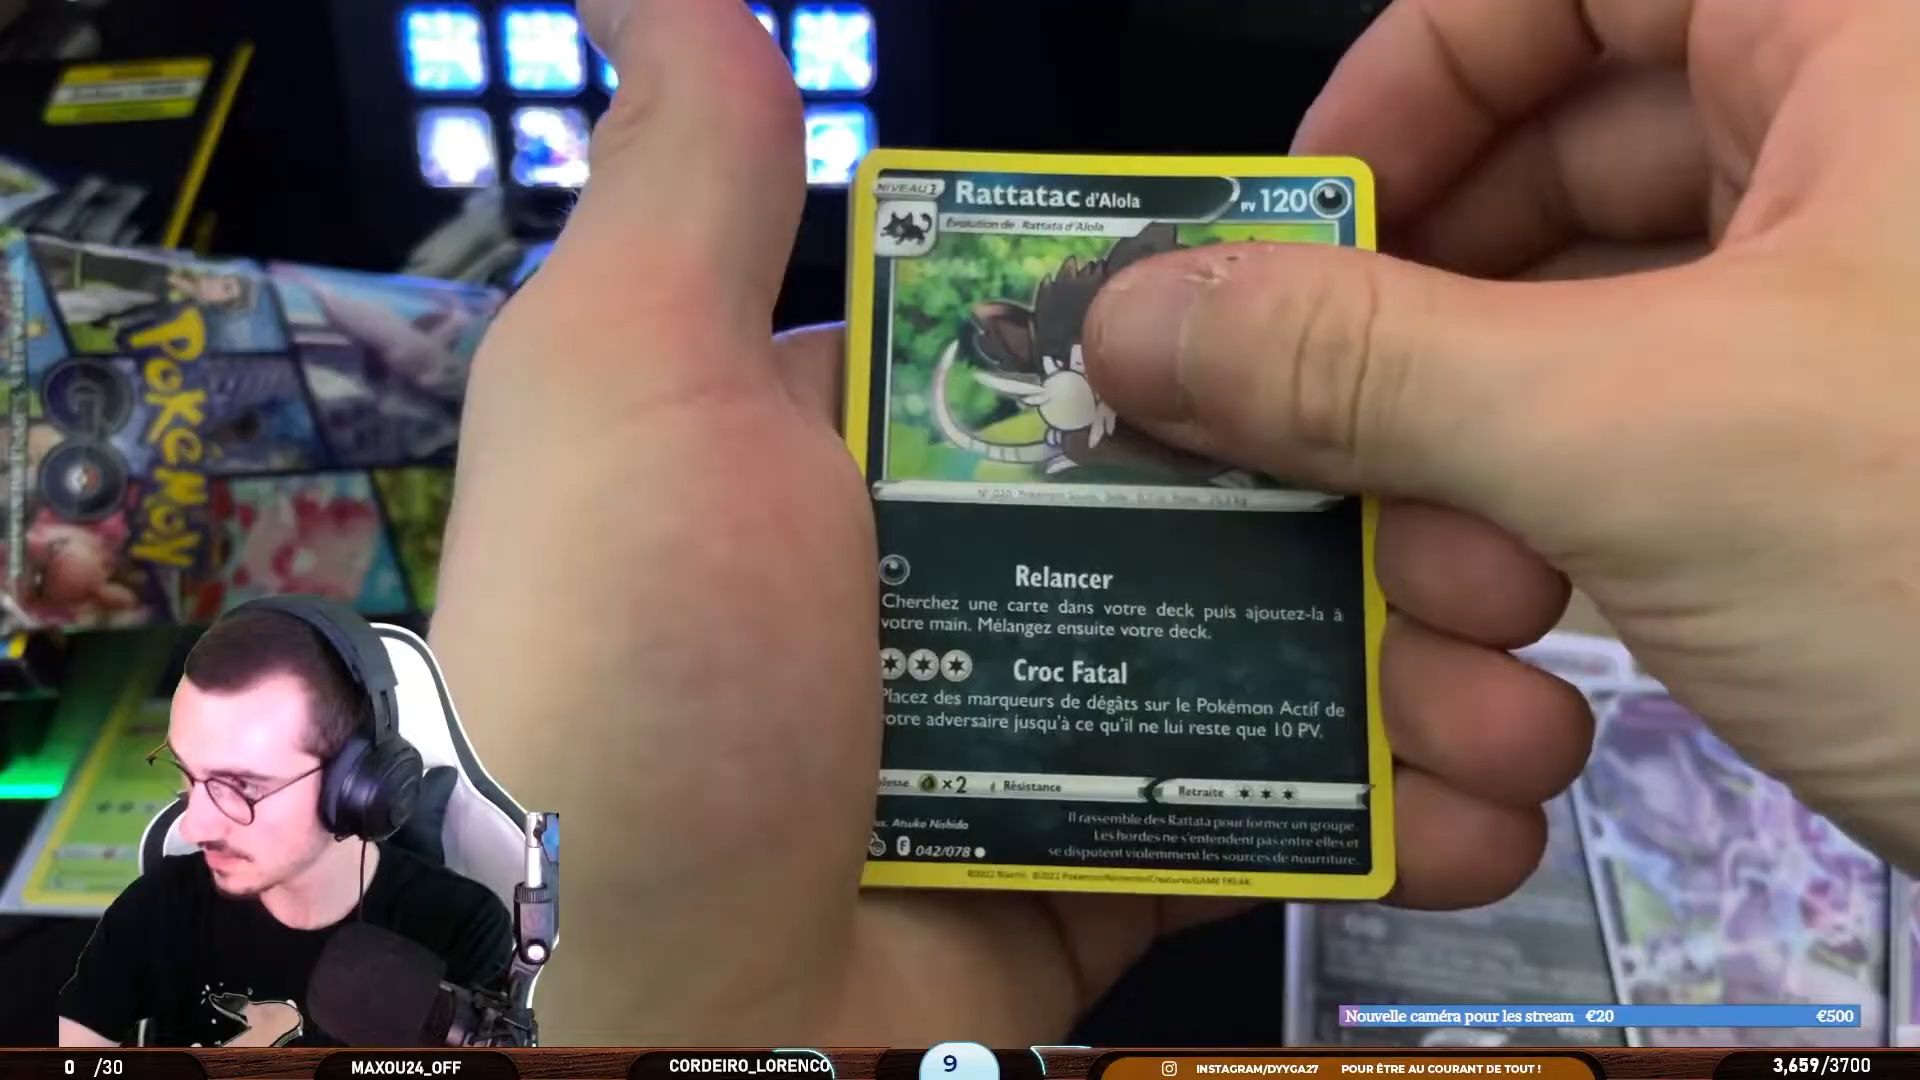 NIVEAU 1
Rattatac d'Alola
PV 120
Évolution de Rattata d'Alola
POKÉMON
Relancer
Cherchez une carte dans votre deck puis ajoutez-la à
votre main. Mélangez ensuite votre deck.
Croc Fatal
Placez des marqueurs de dégâts sur le Pokémon Actif de
votre adversaire jusqu'à ce qu'il ne lui reste que 10 PV.
×2
Résistance
Retraite
Atsuko Nishida
Il rassemble des Rattata pour former un groupe.
Les hordes ne s'entendent pas entre elles et
se disputent violemment les sources de nourriture.
F 042/078
Nouvelle caméra pour les stream €20 €500
0 /30
MAXOU24_OFF
CORDEIRO_LORENCO
9
INSTAGRAM/DYYGA27 POUR ÊTRE AU COURANT DE TOUT !
3,659/3700